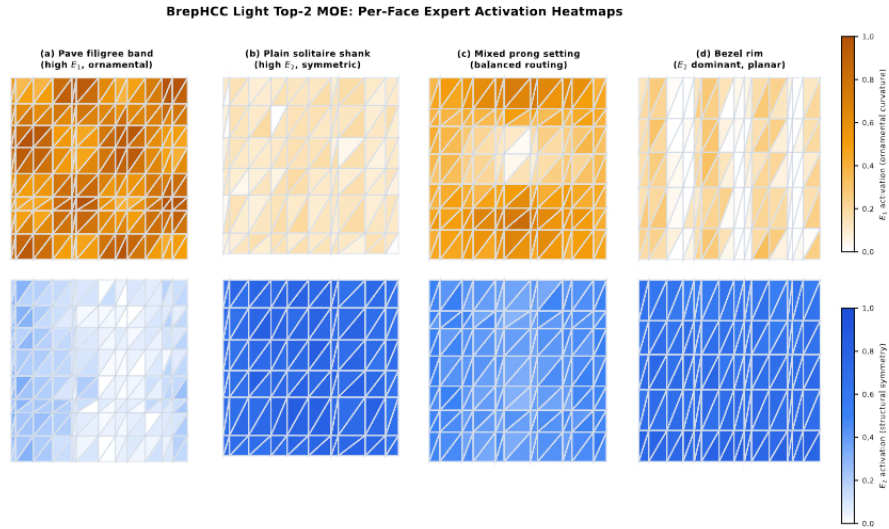 BrepHCC Light Top-2 MOE: Per-Face Expert Activation Heatmaps
(a) Pave filigree band
(high E₁, ornamental)
(b) Plain solitaire shank
(high E₂, symmetric)
(c) Mixed prong setting
(balanced routing)
(d) Bezel rim
(E₂ dominant, planar)
1.0
0.8
0.6
0.4
0.2
0.0
E₁ activation (ornamental curvature)
1.0
0.8
0.6
0.4
0.2
0.0
E₂ activation (structural symmetry)